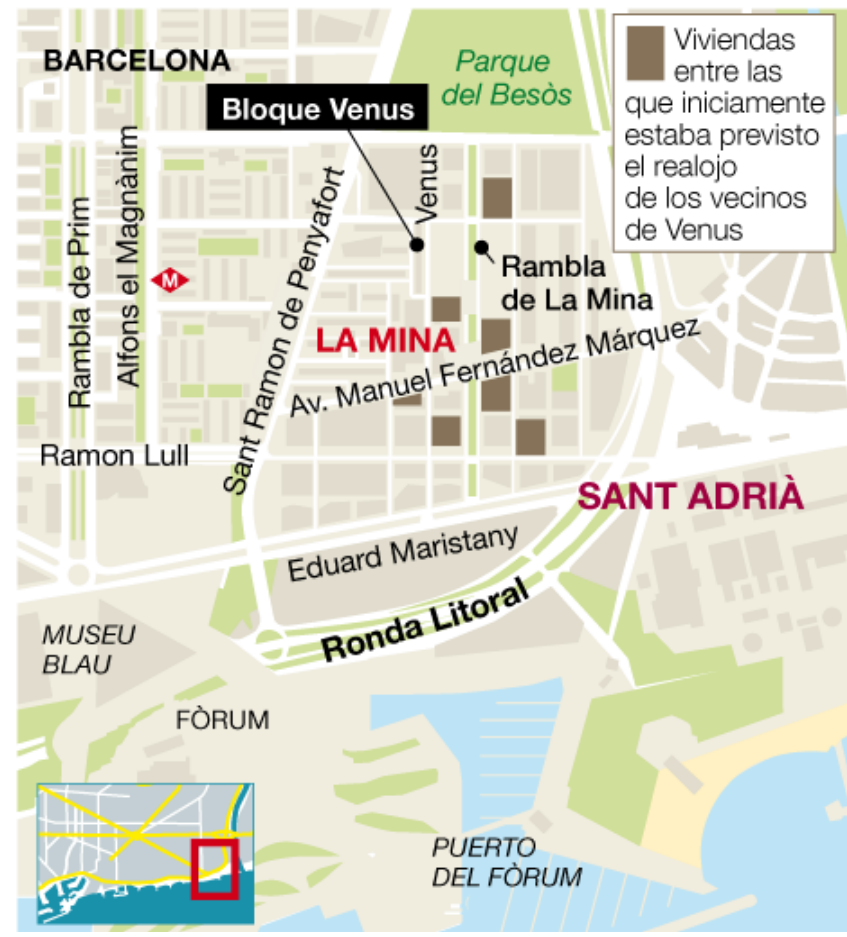 BARCELONA
Parque
del Besòs
Viviendas
entre las
que iniciamente
estaba previsto
el realojo
de los vecinos
de Venus
Bloque Venus
Rambla de Prim
Alfons el Magnànim
M
Sant Ramon de Penyafort
Venus
Rambla
de La Mina
LA MINA
Av. Manuel Fernández Márquez
Ramon Lull
SANT ADRIÀ
Eduard Maristany
Ronda Litoral
MUSEU
BLAU
FÒRUM
PUERTO
DEL FÒRUM